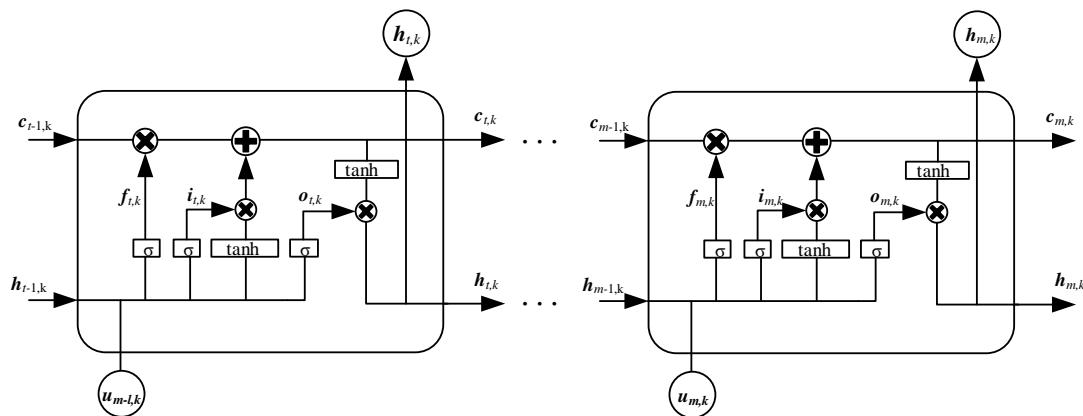 h_{t,k}
h_{m,k}
c_{t-1,k}
c_{t,k}
. . .
c_{m-1,k}
c_{m,k}
tanh
tanh
f_{t,k}
i_{t,k}
o_{t,k}
f_{m,k}
i_{m,k}
o_{m,k}
σ
σ
tanh
σ
σ
σ
tanh
σ
h_{t-1,k}
h_{t,k}
. . .
h_{m-1,k}
h_{m,k}
u_{m-l,k}
u_{m,k}